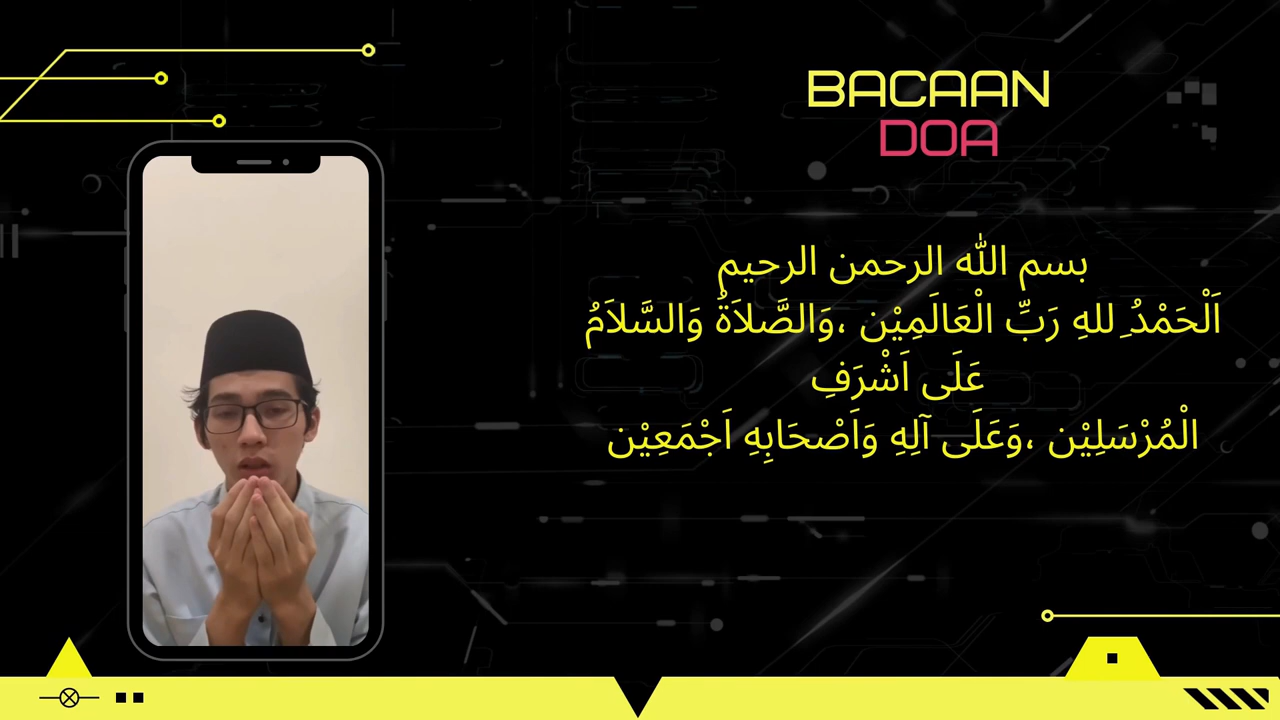 BACAAN
DOA
بسم الله الرحمن الرحيم
اَلْحَمْدُ ِللهِ رَبِّ الْعَالَمِيْن ،وَالصَّلاَةُ وَالسَّلاَمُ
عَلَى اَشْرَفِ
الْمُرْسَلِيْن ،وَعَلَى آلِهِ وَاَصْحَابِهِ اَجْمَعِيْن